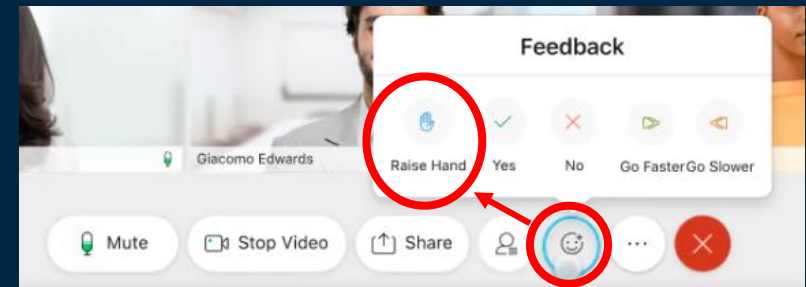 Feedback
Giacomo Edwards
Raise Hand Yes No Go Faster Go Slower
Mute Stop Video Share